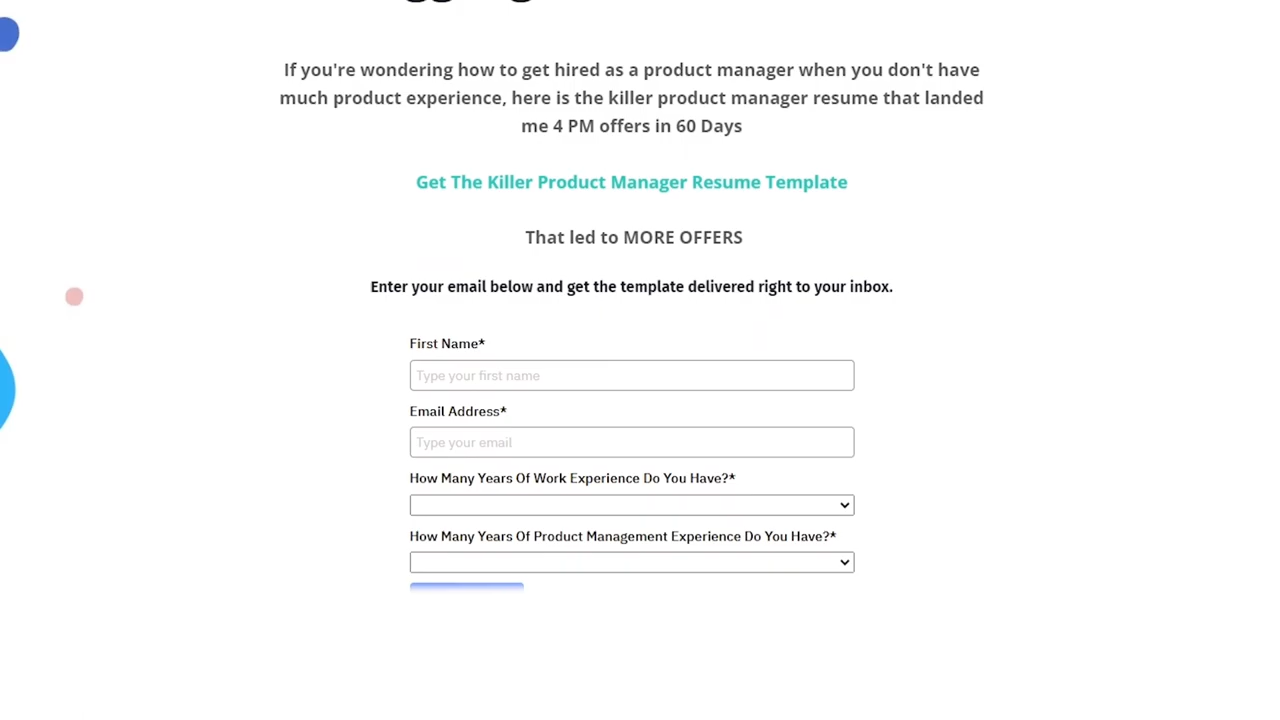 If you're wondering how to get hired as a product manager when you don't have
much product experience, here is the killer product manager resume that landed
me 4 PM offers in 60 Days
Get The Killer Product Manager Resume Template
That led to MORE OFFERS
Enter your email below and get the template delivered right to your inbox.
First Name*
Type your first name
Email Address*
Type your email
How Many Years Of Work Experience Do You Have?*
How Many Years Of Product Management Experience Do You Have?*